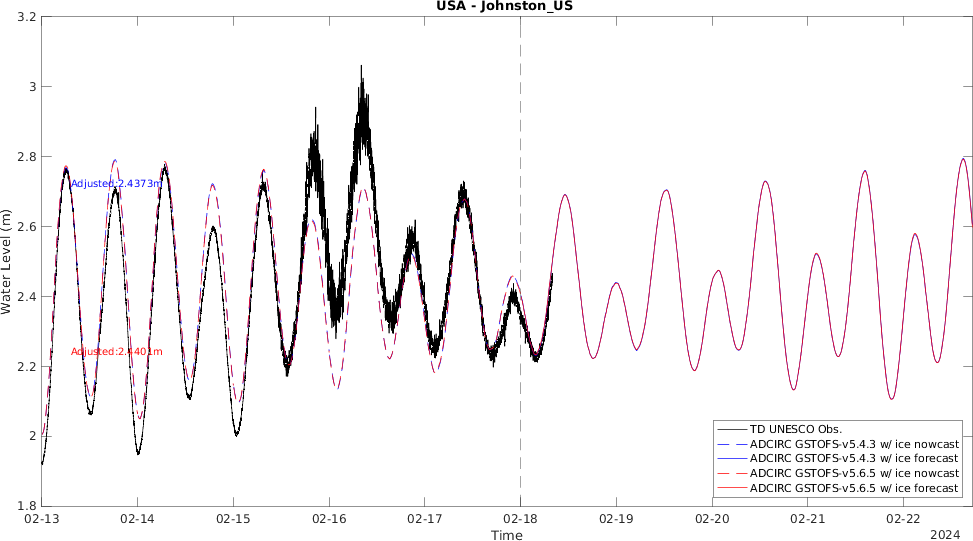 USA - Johnston_US
3.2
3
2.8
2.6
2.4
2.2
2
1.8
Water Level (m)
Adjusted:2.4373m
Adjusted:2.4401m
TD UNESCO Obs.
ADCIRC GSTOFS-v5.4.3 w/ ice nowcast
ADCIRC GSTOFS-v5.4.3 w/ ice forecast
ADCIRC GSTOFS-v5.6.5 w/ ice nowcast
ADCIRC GSTOFS-v5.6.5 w/ ice forecast
02-13 02-14 02-15 02-16 02-17 02-18 02-19 02-20 02-21 02-22
Time
2024